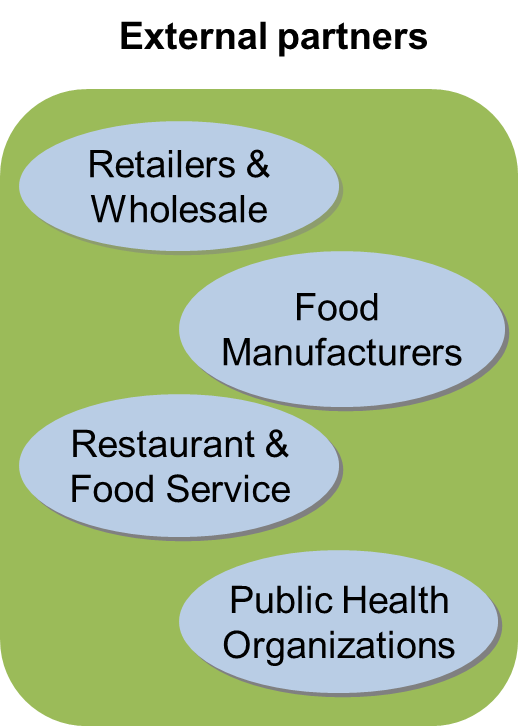 External partners
Retailers &
Wholesale
Food
Manufacturers
Restaurant &
Food Service
Public Health
Organizations